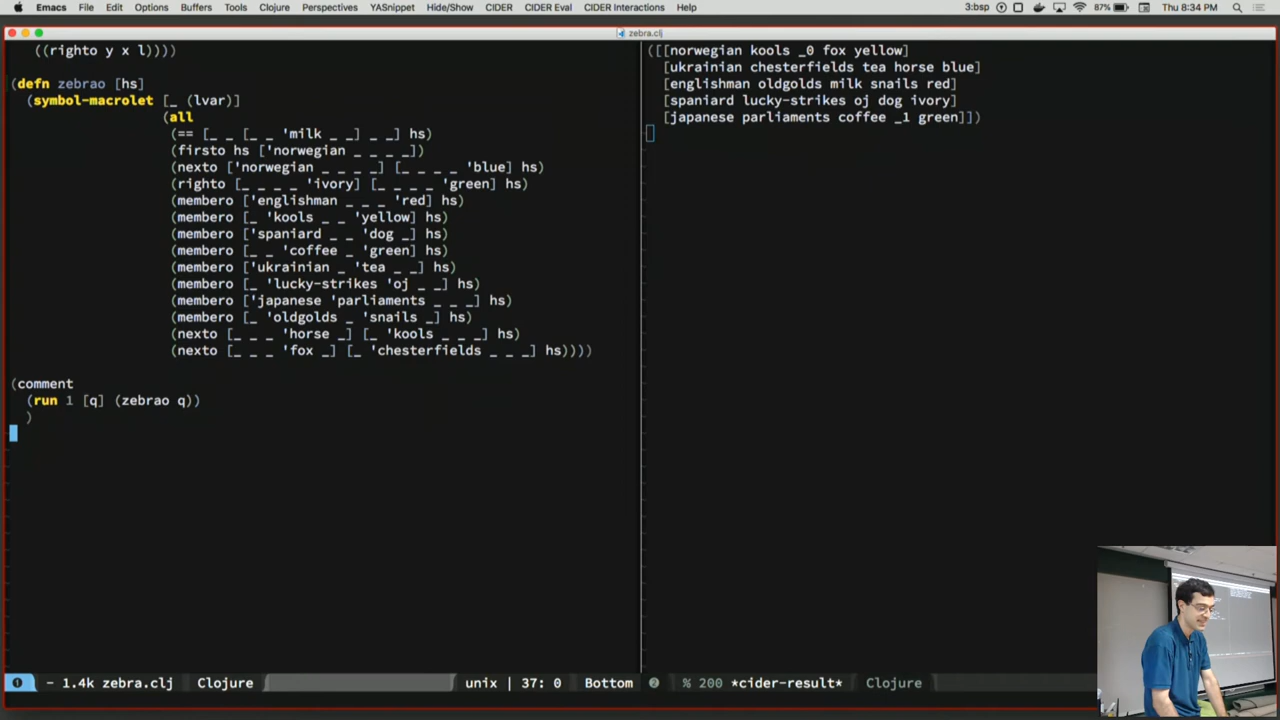 Emacs File Edit Options Buffers Tools Clojure Perspectives YASnippet Hide/Show CIDER CIDER Eval CIDER Interactions Help 3:bsp 87% Thu 8:34 PM
zebra.clj
((righto y x l))))
(defn zebrao [hs]
(symbol-macrolet [_ (lvar)]
(all
(== [_ _ [_ _ 'milk _ _] _ _] hs)
(firsto hs ['norwegian _ _ _ _])
(nexto ['norwegian _ _ _ _] [_ _ _ _ 'blue] hs)
(righto [_ _ _ _ 'ivory] [_ _ _ _ 'green] hs)
(membero ['englishman _ _ _ 'red] hs)
(membero [_ 'kools _ _ 'yellow] hs)
(membero ['spaniard _ _ 'dog _] hs)
(membero [_ _ 'coffee _ 'green] hs)
(membero ['ukrainian _ 'tea _ _] hs)
(membero [_ 'lucky-strikes 'oj _ _] hs)
(membero ['japanese 'parliaments _ _ _] hs)
(membero [_ 'oldgolds _ 'snails _] hs)
(nexto [_ _ _ 'horse _] [_ 'kools _ _ _] hs)
(nexto [_ _ _ 'fox _] [_ 'chesterfields _ _ _] hs))))
(comment
(run 1 [q] (zebrao q))
)
- 1.4k zebra.clj Clojure unix | 37: 0 Bottom
([[norwegian kools _0 fox yellow]
[ukrainian chesterfields tea horse blue]
[englishman oldgolds milk snails red]
[spaniard lucky-strikes oj dog ivory]
[japanese parliaments coffee _1 green]])
2 % 200 *cider-result* Clojure